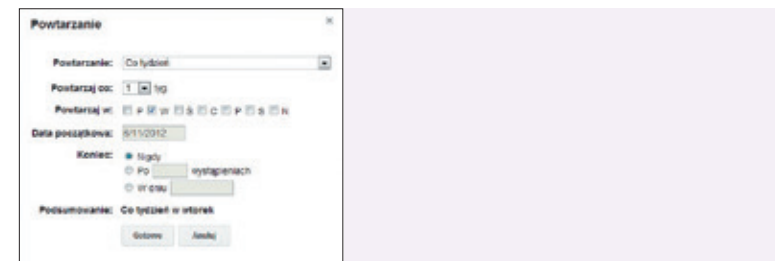 Powtarzanie ×
Powtarzanie: Co tydzień
Powtarzaj co: 1 tyg.
Powtarzaj w: P W Ś C P S N
Data początkowa: 6/11/2012
Koniec: Nigdy
Po wystąpieniach
W dniu
Podsumowanie: Co tydzień w wtorek
Gotowe Anuluj